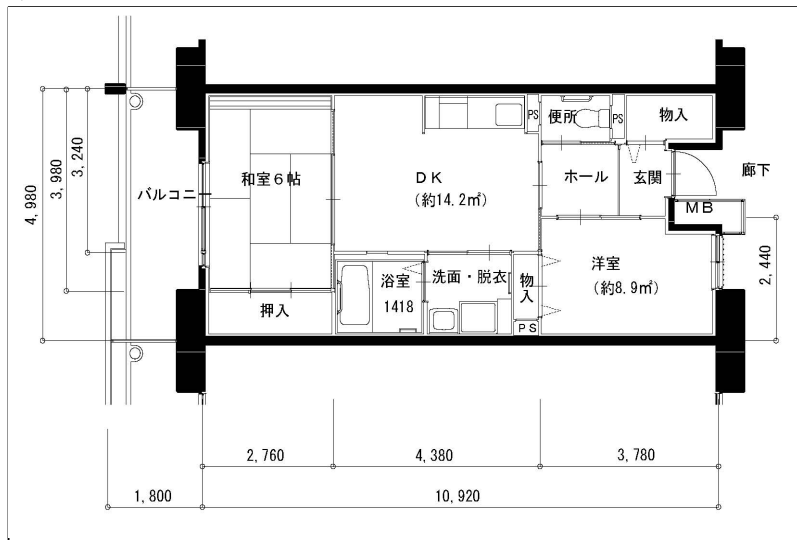 PS
便所
PS
物入
和室６帖
ＤＫ
(約14.2㎡)
ホール
玄関
廊下
バルコニ
ＭＢ
4,980
3,980
3,240
洋室
(約8.9㎡)
2,440
浴室
1418
洗面・脱衣
物入
押入
ＰＳ
2,760
4,380
3,780
1,800
10,920